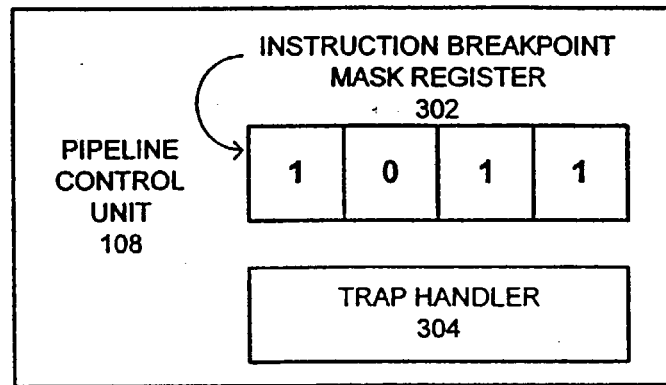 INSTRUCTION BREAKPOINT
MASK REGISTER
302
PIPELINE
CONTROL
UNIT
108
1 0 1 1
TRAP HANDLER
304